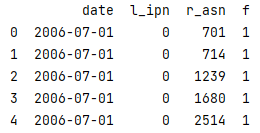 date l_ipn r_asn f
0 2006-07-01 0 701 1
1 2006-07-01 0 714 1
2 2006-07-01 0 1239 1
3 2006-07-01 0 1680 1
4 2006-07-01 0 2514 1